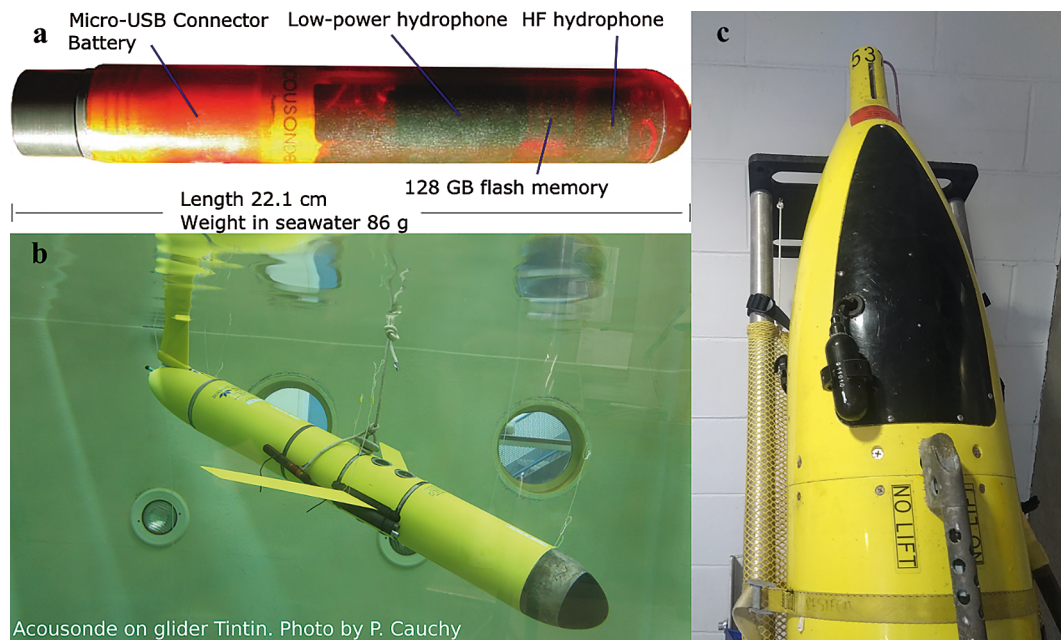 a
Micro-USB Connector
Battery
Low-power hydrophone
HF hydrophone
COUSON
128 GB flash memory
Length 22.1 cm
Weight in seawater 86 g
b
Acousonde on glider Tintin. Photo by P. Cauchy
c
53
NO LIFT